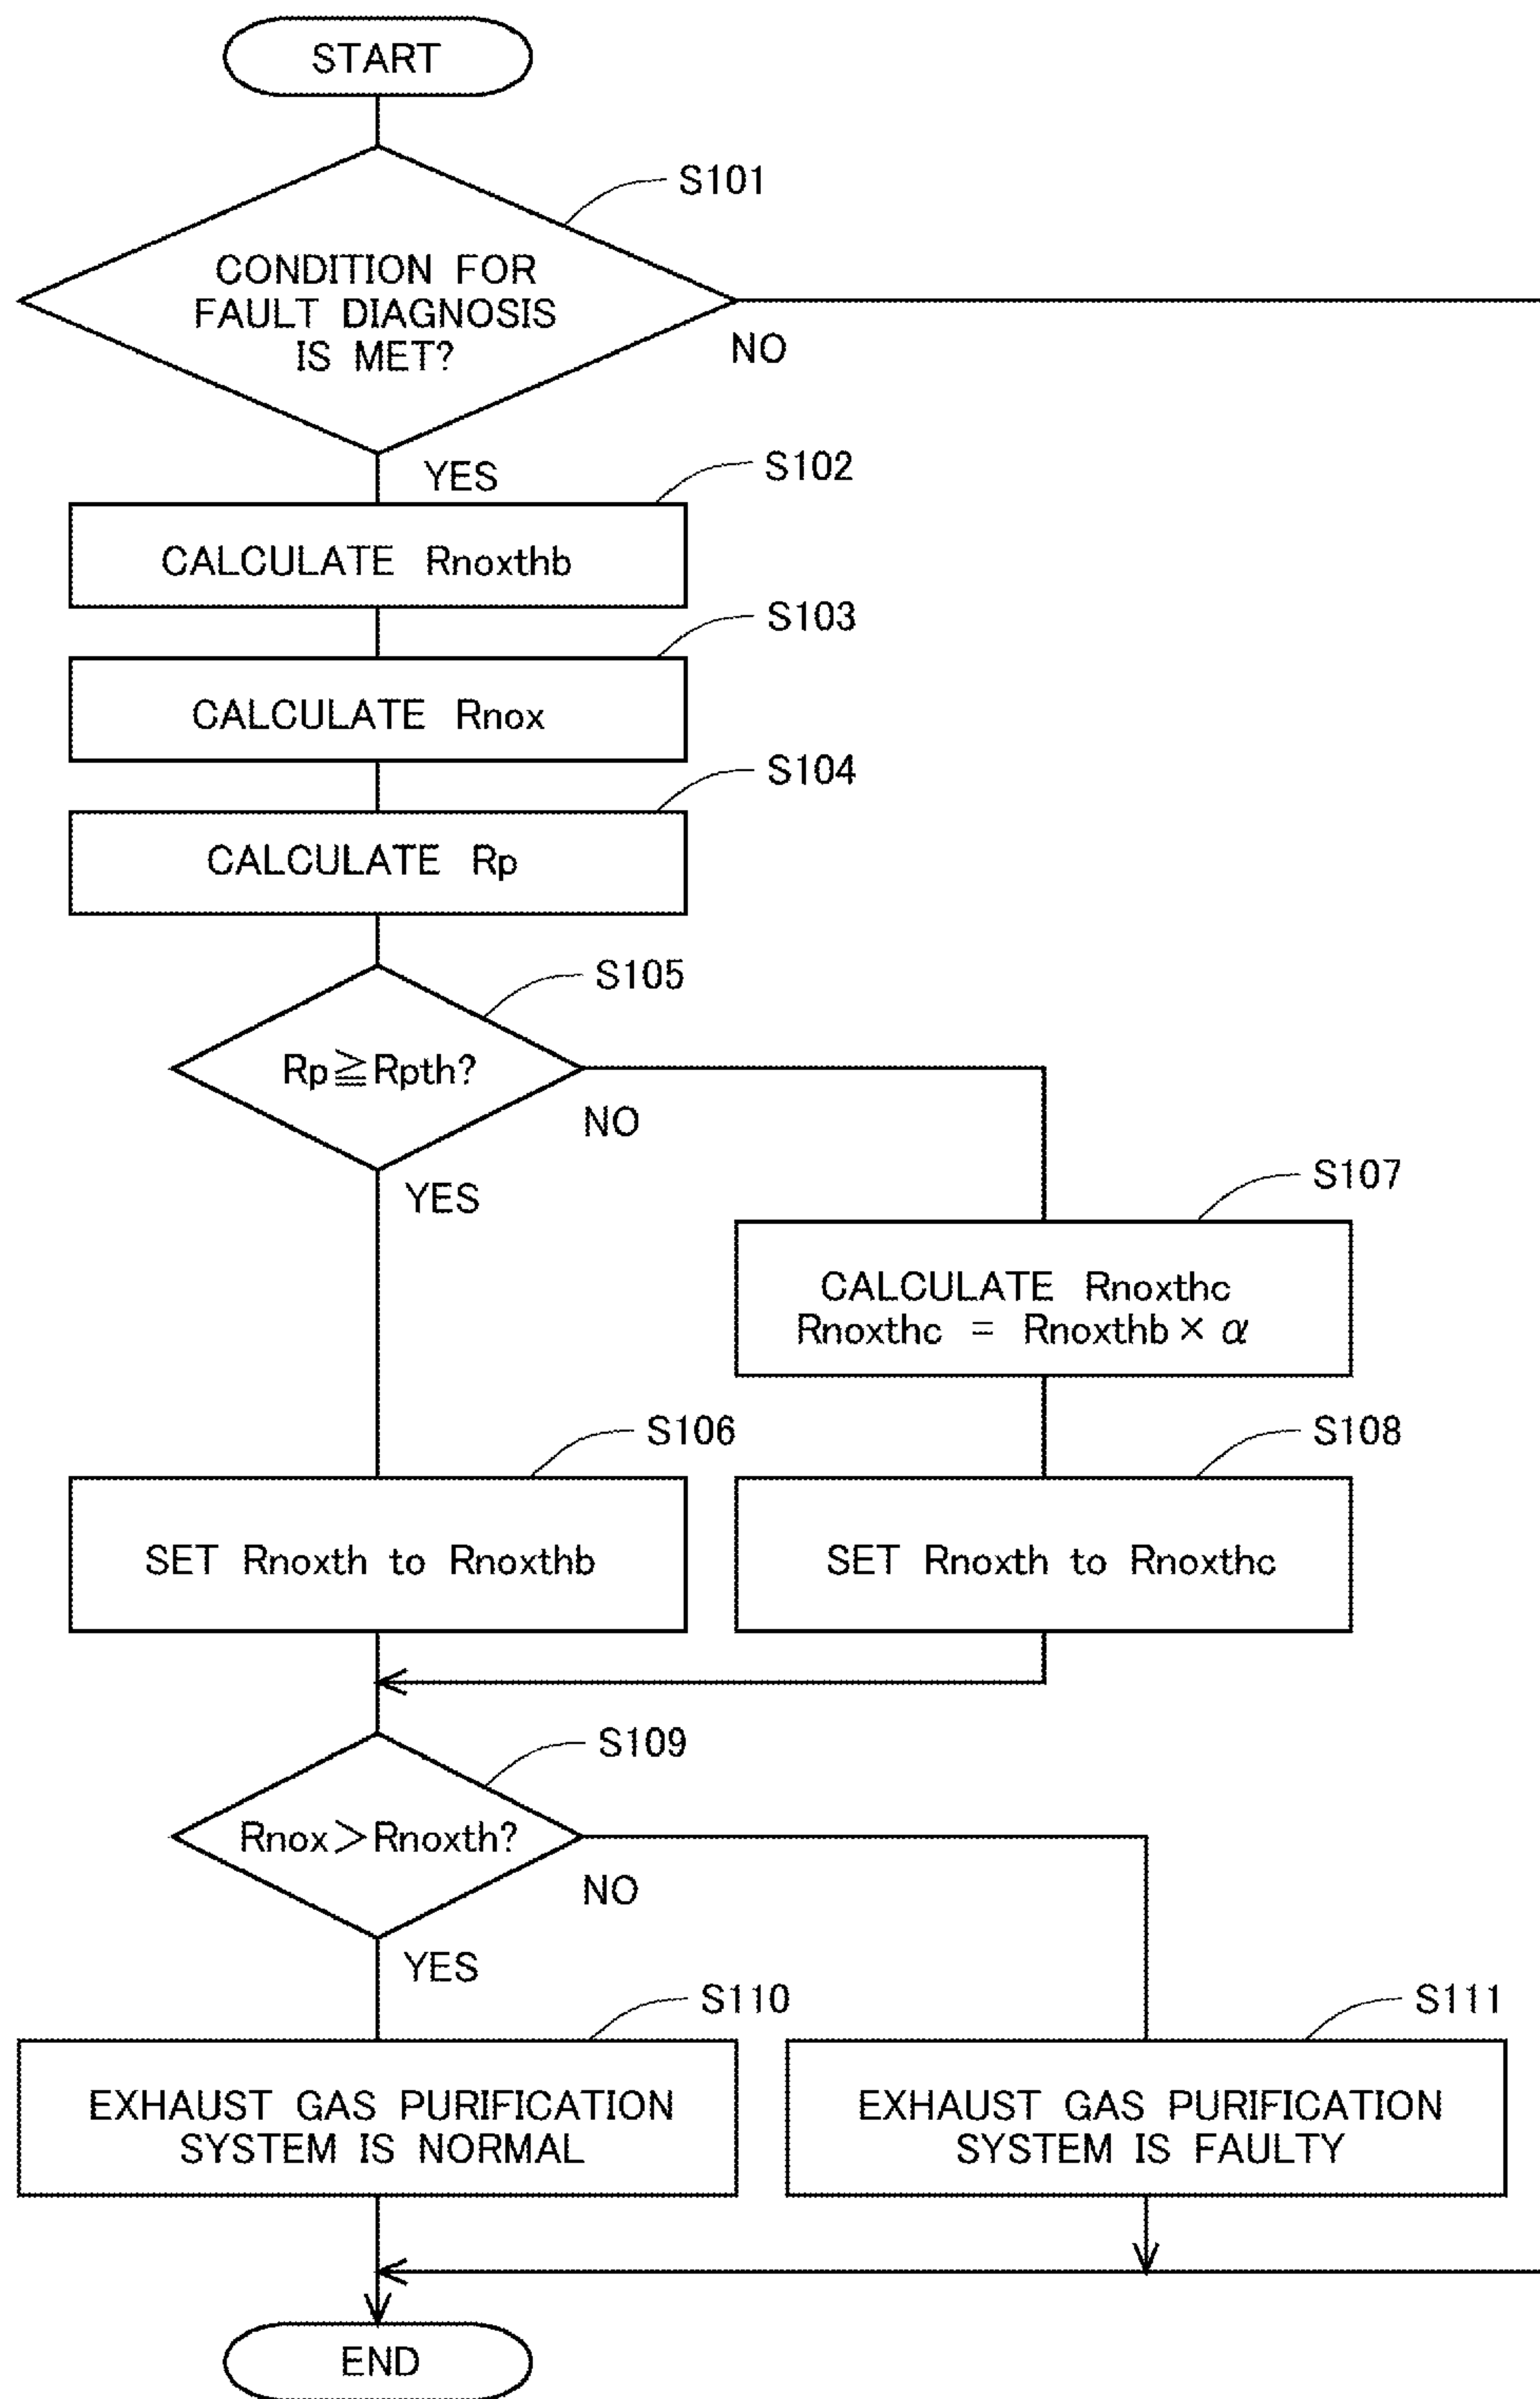 START
S101
CONDITION FOR
FAULT DIAGNOSIS
IS MET?
NO
YES
S102
CALCULATE Rnoxthb
S103
CALCULATE Rnox
S104
CALCULATE Rp
S105
Rp≧Rpth?
NO
YES
S107
CALCULATE Rnoxthc
Rnoxthc = Rnoxthb × α
S106
SET Rnoxth to Rnoxthb
S108
SET Rnoxth to Rnoxthc
S109
Rnox＞Rnoxth?
NO
YES
S110
EXHAUST GAS PURIFICATION
SYSTEM IS NORMAL
S111
EXHAUST GAS PURIFICATION
SYSTEM IS FAULTY
END